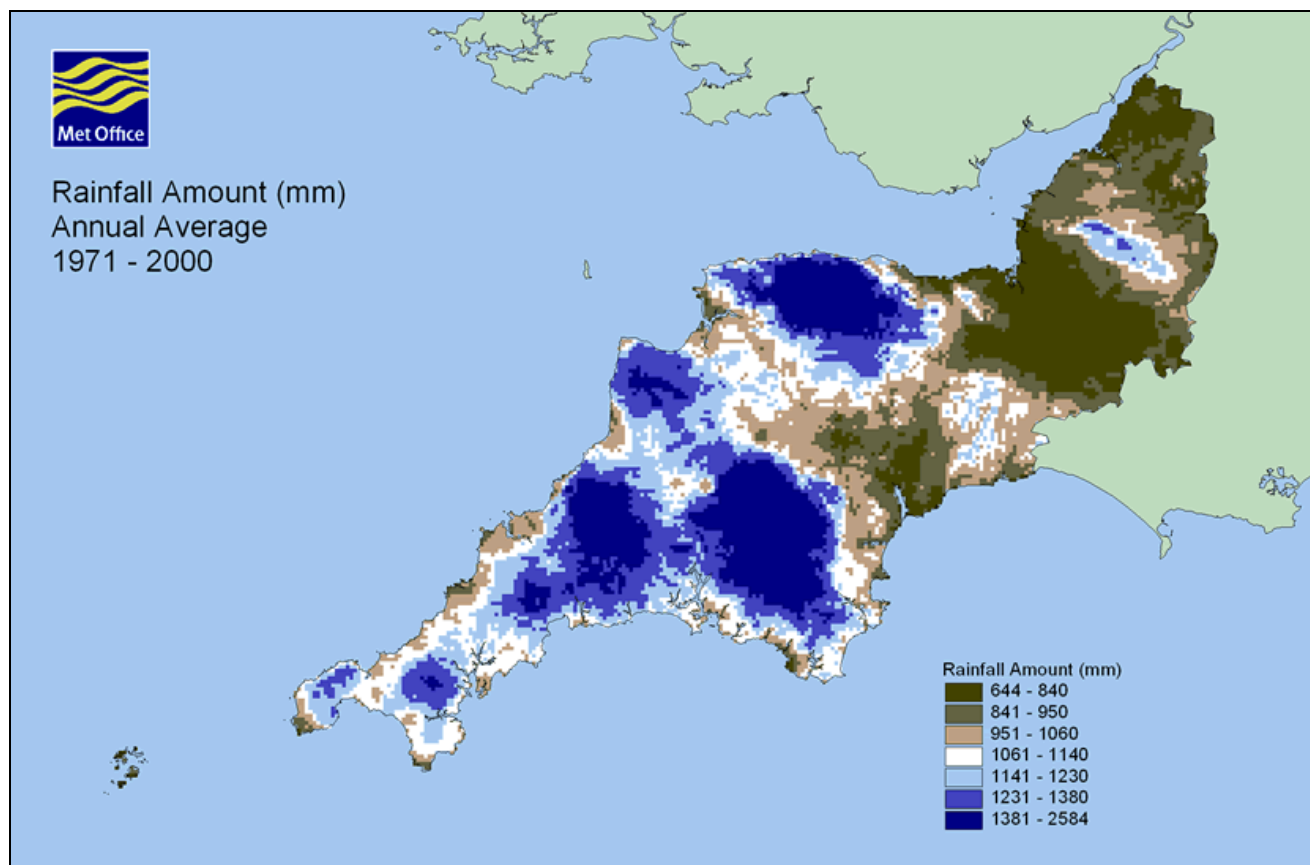 Met Office
Rainfall Amount (mm)
Annual Average
1971 - 2000
Rainfall Amount (mm)
644 - 840
841 - 950
951 - 1060
1061 - 1140
1141 - 1230
1231 - 1380
1381 - 2584